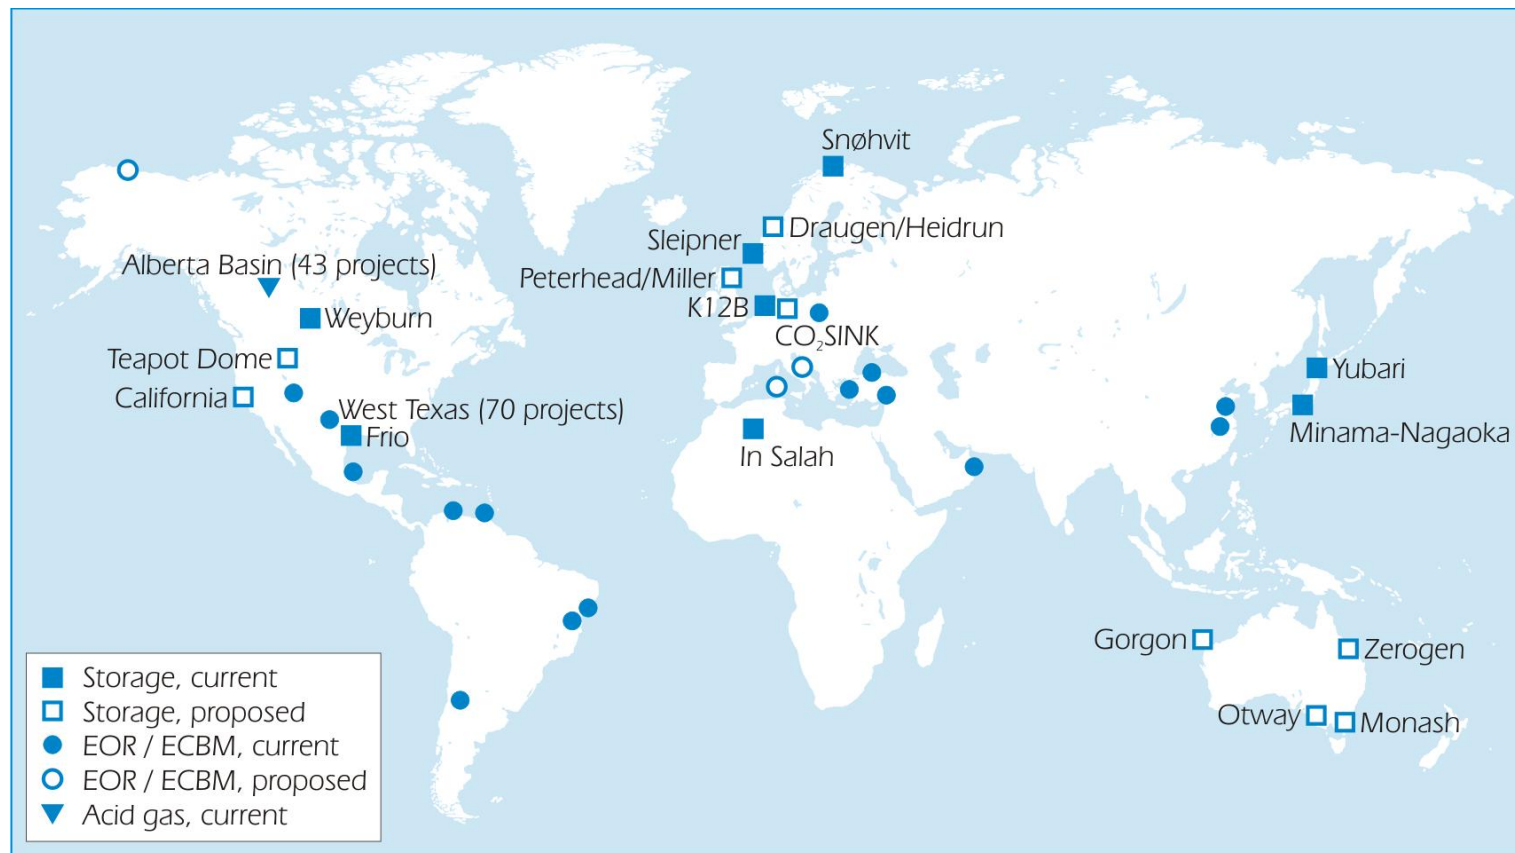 Snøhvit
Draugen/Heidrun
Sleipner
Alberta Basin (43 projects)
Peterhead/Miller
K12B
Weyburn
CO₂SINK
Teapot Dome
Yubari
California
West Texas (70 projects)
Frio
Minama-Nagaoka
In Salah
Gorgon
Zerogen
Otway
Monash
Storage, current
Storage, proposed
EOR / ECBM, current
EOR / ECBM, proposed
Acid gas, current